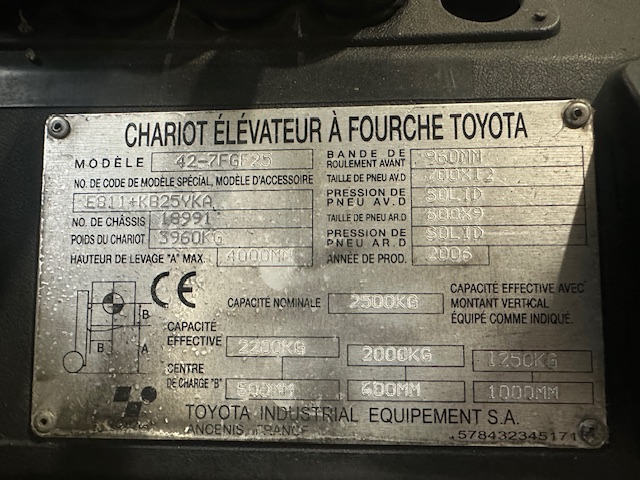 CHARIOT ÉLÉVATEUR À FOURCHE TOYOTA
MODÈLE 42-7FGF25
NO. DE CODE DE MODÈLE SPÉCIAL, MODÈLE D'ACCESSOIRE
E811+KB25YKA
NO. DE CHÂSSIS 18991
POIDS DU CHARIOT 3960KG
HAUTEUR DE LEVAGE "A" MAX. 4000MM
BANDE DE ROULEMENT AVANT 960MM
TAILLE DE PNEU AV.D 700X12
PRESSION DE PNEU AV.D SOLID
TAILLE DE PNEU AR.D 600X9
PRESSION DE PNEU AR.D SOLID
ANNÉE DE PROD. 2006
B
B A
CE
CAPACITÉ NOMINALE 2500KG
CAPACITÉ EFFECTIVE AVEC
MONTANT VERTICAL
ÉQUIPÉ COMME INDIQUÉ.
CAPACITÉ EFFECTIVE 2200KG 2000KG 1250KG
CENTRE DE CHARGE "B" 500MM 600MM 1000MM
TOYOTA INDUSTRIAL EQUIPEMENT S.A.
ANCENIS, FRANCE
578432345171